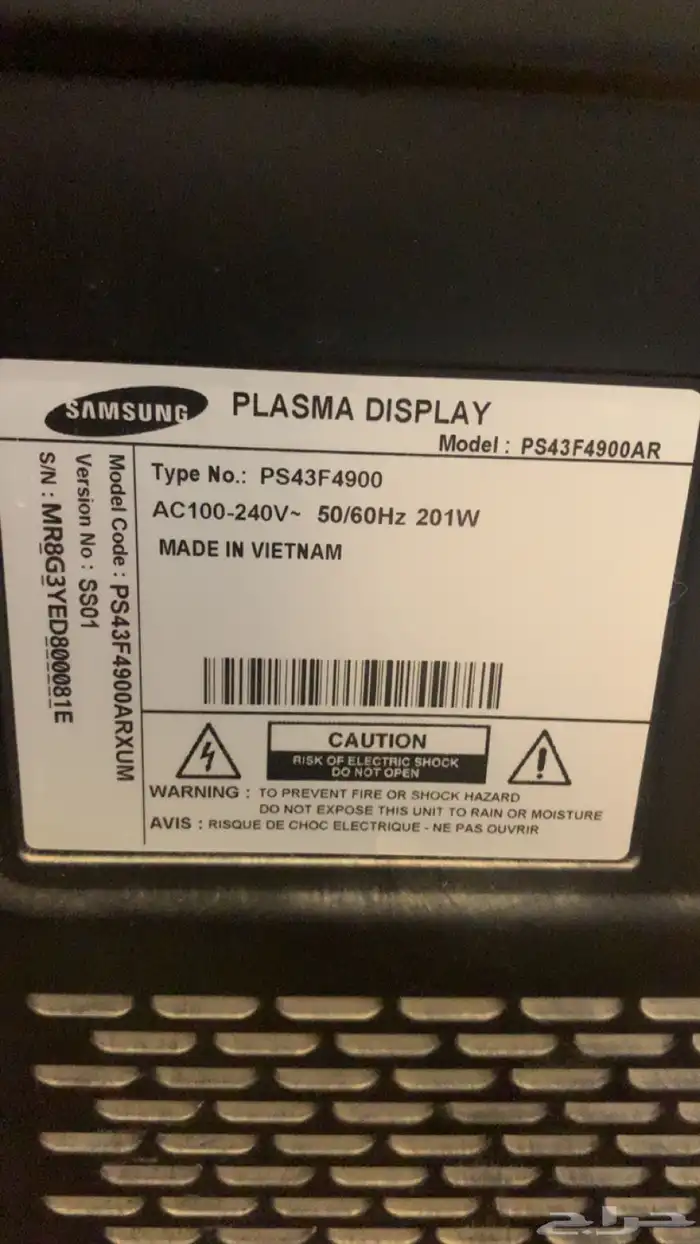 SAMSUNG PLASMA DISPLAY
Model : PS43F4900AR
Type No.: PS43F4900
AC100-240V~ 50/60Hz 201W
MADE IN VIETNAM
Model Code : PS43F4900ARXUM
Version No : SS01
S/N : MR8G3YED800081E
CAUTION
RISK OF ELECTRIC SHOCK
DO NOT OPEN
WARNING : TO PREVENT FIRE OR SHOCK HAZARD
DO NOT EXPOSE THIS UNIT TO RAIN OR MOISTURE
AVIS : RISQUE DE CHOC ELECTRIQUE - NE PAS OUVRIR
حراج